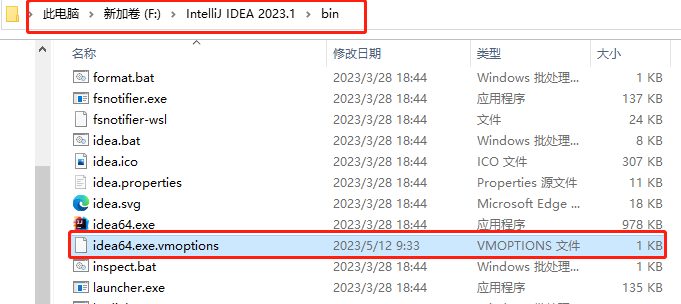 此电脑 > 新加卷 (F:) > IntelliJ IDEA 2023.1 > bin
名称 修改日期 类型 大小
format.bat 2023/3/28 18:44 Windows 批处理... 1 KB
fsnotifier.exe 2023/3/28 18:44 应用程序 137 KB
fsnotifier-wsl 2023/3/28 18:44 文件 24 KB
idea.bat 2023/3/28 18:44 Windows 批处理... 8 KB
idea.ico 2023/3/28 18:44 ICO 文件 307 KB
idea.properties 2023/3/28 18:44 Properties 源文件 11 KB
idea.svg 2023/3/28 18:44 Microsoft Edge ... 18 KB
idea64.exe 2023/3/28 18:44 应用程序 978 KB
idea64.exe.vmoptions 2023/5/12 9:33 VMOPTIONS 文件 1 KB
inspect.bat 2023/3/28 18:44 Windows 批处理... 1 KB
launcher.exe 2023/3/28 18:44 应用程序 135 KB